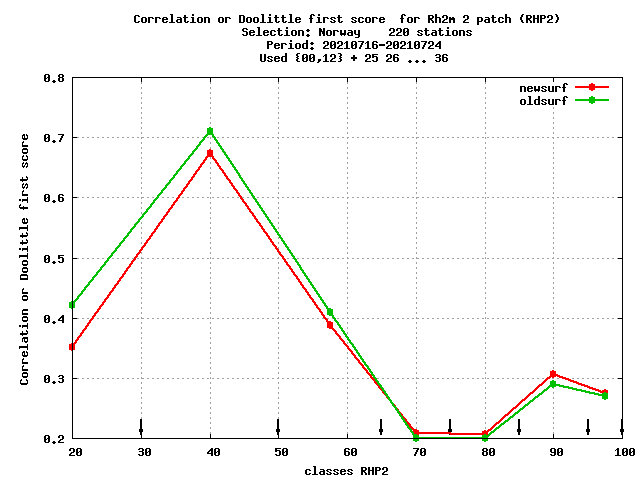 Correlation or Doolittle first score  for Rh2m 2 patch (RHP2)
Selection: Norway    220 stations
Period: 20210716-20210724
Used {00,12} + 25 26 ... 36
newsurf
oldsurf
Correlation or Doolittle first score
0.8
0.7
0.6
0.5
0.4
0.3
0.2
20 30 40 50 60 70 80 90 100
classes RHP2